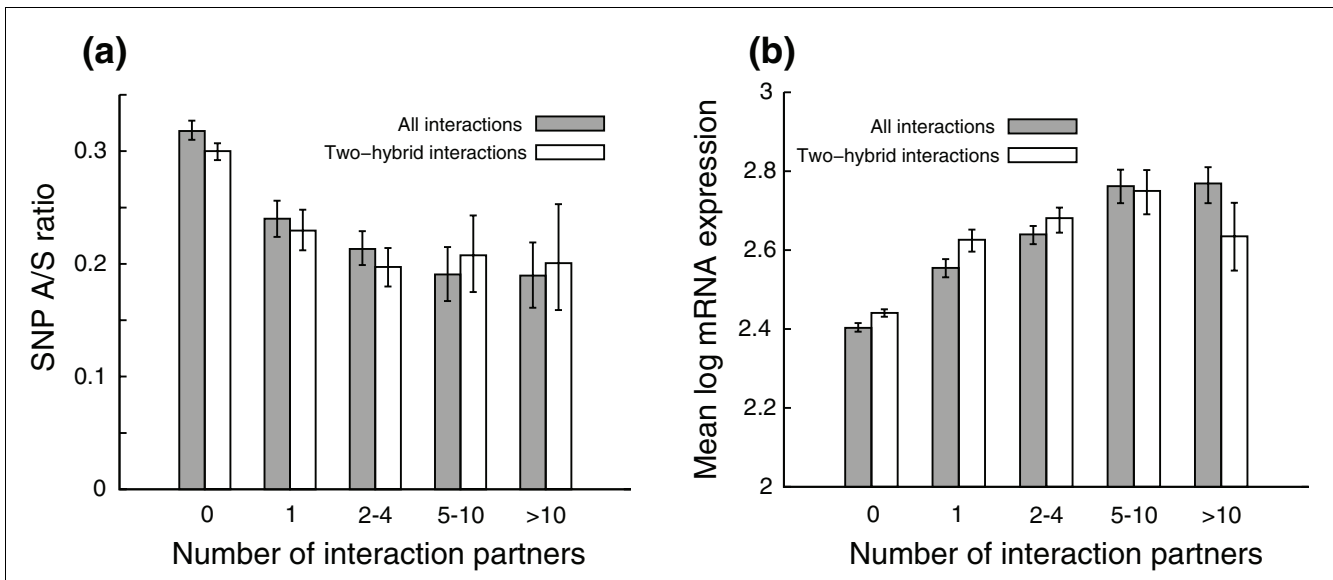 (a)
SNP A/S ratio
0.3
0.2
0.1
0
All interactions
Two-hybrid interactions
0 1 2-4 5-10 >10
Number of interaction partners
(b)
Mean log mRNA expression
3
2.8
2.6
2.4
2.2
2
All interactions
Two-hybrid interactions
0 1 2-4 5-10 >10
Number of interaction partners